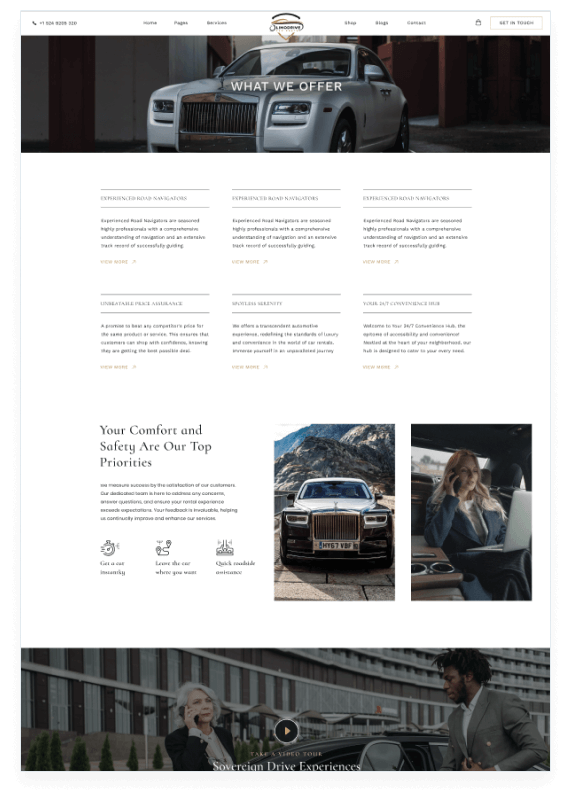 +1 024 8205 320
Home Pages Services
LIMODRIVE
Shop Blogs Contact
GET IN TOUCH
WHAT WE OFFER
EXPERIENCED ROAD NAVIGATORS
Experienced Road Navigators are seasoned
highly professionals with a comprehensive
understanding of navigation and an extensive
track record of successfully guiding.
VIEW MORE
EXPERIENCED ROAD NAVIGATORS
Experienced Road Navigators are seasoned
highly professionals with a comprehensive
understanding of navigation and an extensive
track record of successfully guiding.
VIEW MORE
EXPERIENCED ROAD NAVIGATORS
Experienced Road Navigators are seasoned
highly professionals with a comprehensive
understanding of navigation and an extensive
track record of successfully guiding.
VIEW MORE
UNBEATABLE PRICE ASSURANCE
A promise to beat any competitor's price for
the same product or service. This ensures that
customers can shop with confidence, knowing
they are getting the best possible deal.
VIEW MORE
SPOTLESS SERENITY
We offers a transcendent automotive
experience, redefining the standards of luxury
and convenience in the world of car rentals.
Immerse yourself in an unparalleled journey
VIEW MORE
YOUR 24/7 CONVENIENCE HUB
Welcome to Your 24/7 Convenience Hub, the
epitome of accessibility and convenience!
Nestled at the heart of your neighborhood, our
hub is designed to cater to your every need.
VIEW MORE
Your Comfort and
Safety Are Our Top
Priorities
We measure success by the satisfaction of our customers.
Our dedicated team is here to address any concerns,
answer questions, and ensure your rental experience
exceeds expectations. Your feedback is invaluable, helping
us continually improve and enhance our services.
Get a car
instantly
Leave the car
where you want
Quick roadside
assistance
HY67 VBF
TAKE A VIDEO TOUR
Sovereign Drive Experiences